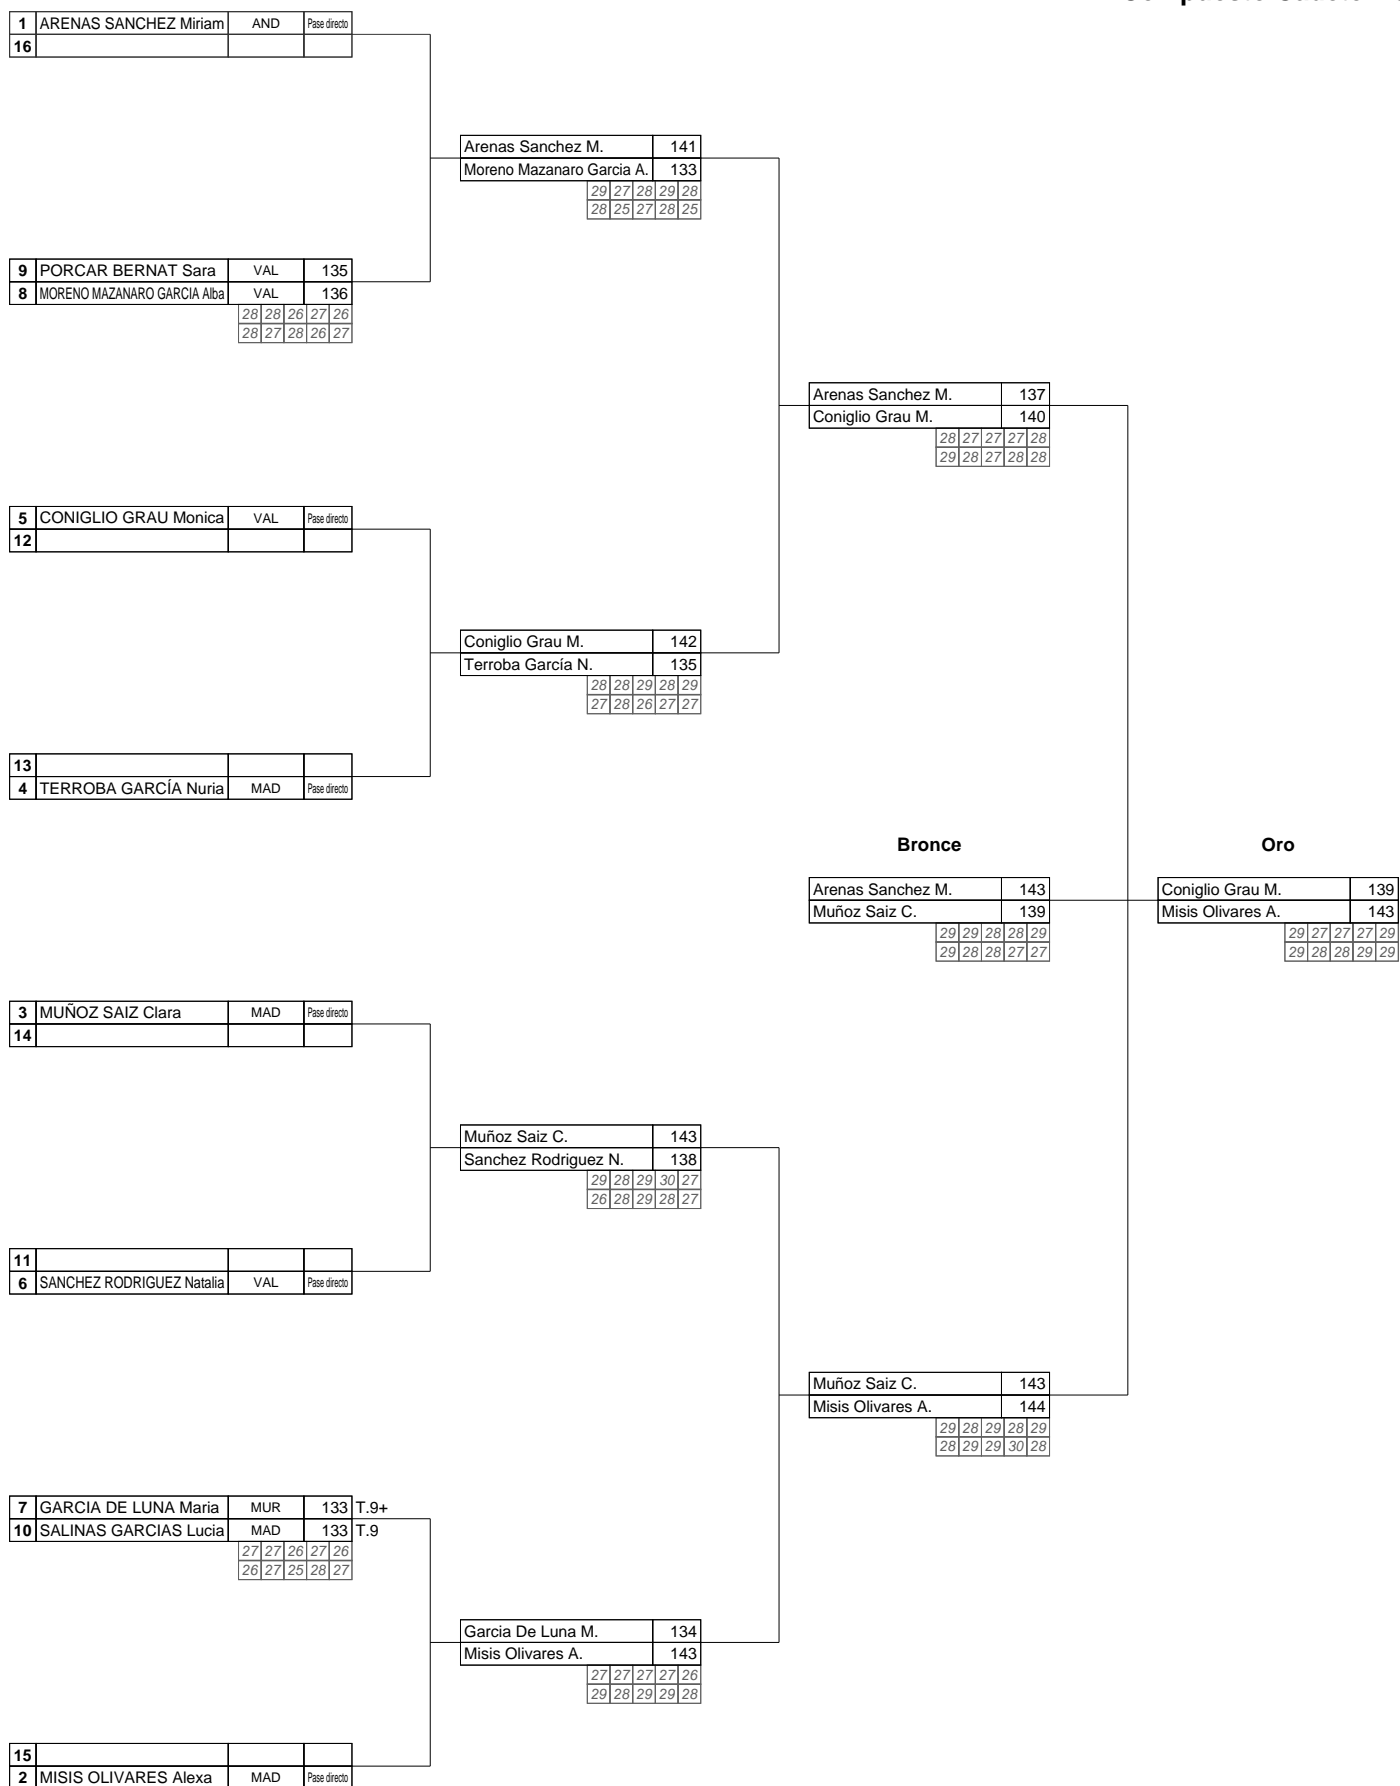 1 ARENAS SANCHEZ Miriam AND Pase directo
16
Arenas Sanchez M. 141
Moreno Mazanaro Garcia A. 133
29 27 28 29 28
28 25 27 28 25
9 PORCAR BERNAT Sara VAL 135
8 MORENO MAZANARO GARCIA Alba VAL 136
28 28 26 27 26
28 27 28 26 27
Arenas Sanchez M. 137
Coniglio Grau M. 140
28 27 27 27 28
29 28 27 28 28
5 CONIGLIO GRAU Monica VAL Pase directo
12
Coniglio Grau M. 142
Terroba García N. 135
28 28 29 28 29
27 28 26 27 27
13
4 TERROBA GARCÍA Nuria MAD Pase directo
Bronce Oro
Arenas Sanchez M. 143 Coniglio Grau M. 139
Muñoz Saiz C. 139 Misis Olivares A. 143
29 29 28 28 29 29 27 27 27 29
29 28 28 27 27 29 28 28 29 29
3 MUÑOZ SAIZ Clara MAD Pase directo
14
Muñoz Saiz C. 143
Sanchez Rodriguez N. 138
29 28 29 30 27
26 28 29 28 27
11
6 SANCHEZ RODRIGUEZ Natalia VAL Pase directo
Muñoz Saiz C. 143
Misis Olivares A. 144
29 28 29 28 29
28 29 29 30 28
7 GARCIA DE LUNA Maria MUR 133 T.9+
10 SALINAS GARCIAS Lucia MAD 133 T.9
27 27 26 27 26
26 27 25 28 27
Garcia De Luna M. 134
Misis Olivares A. 143
27 27 27 27 26
29 28 29 29 28
15
2 MISIS OLIVARES Alexa MAD Pase directo